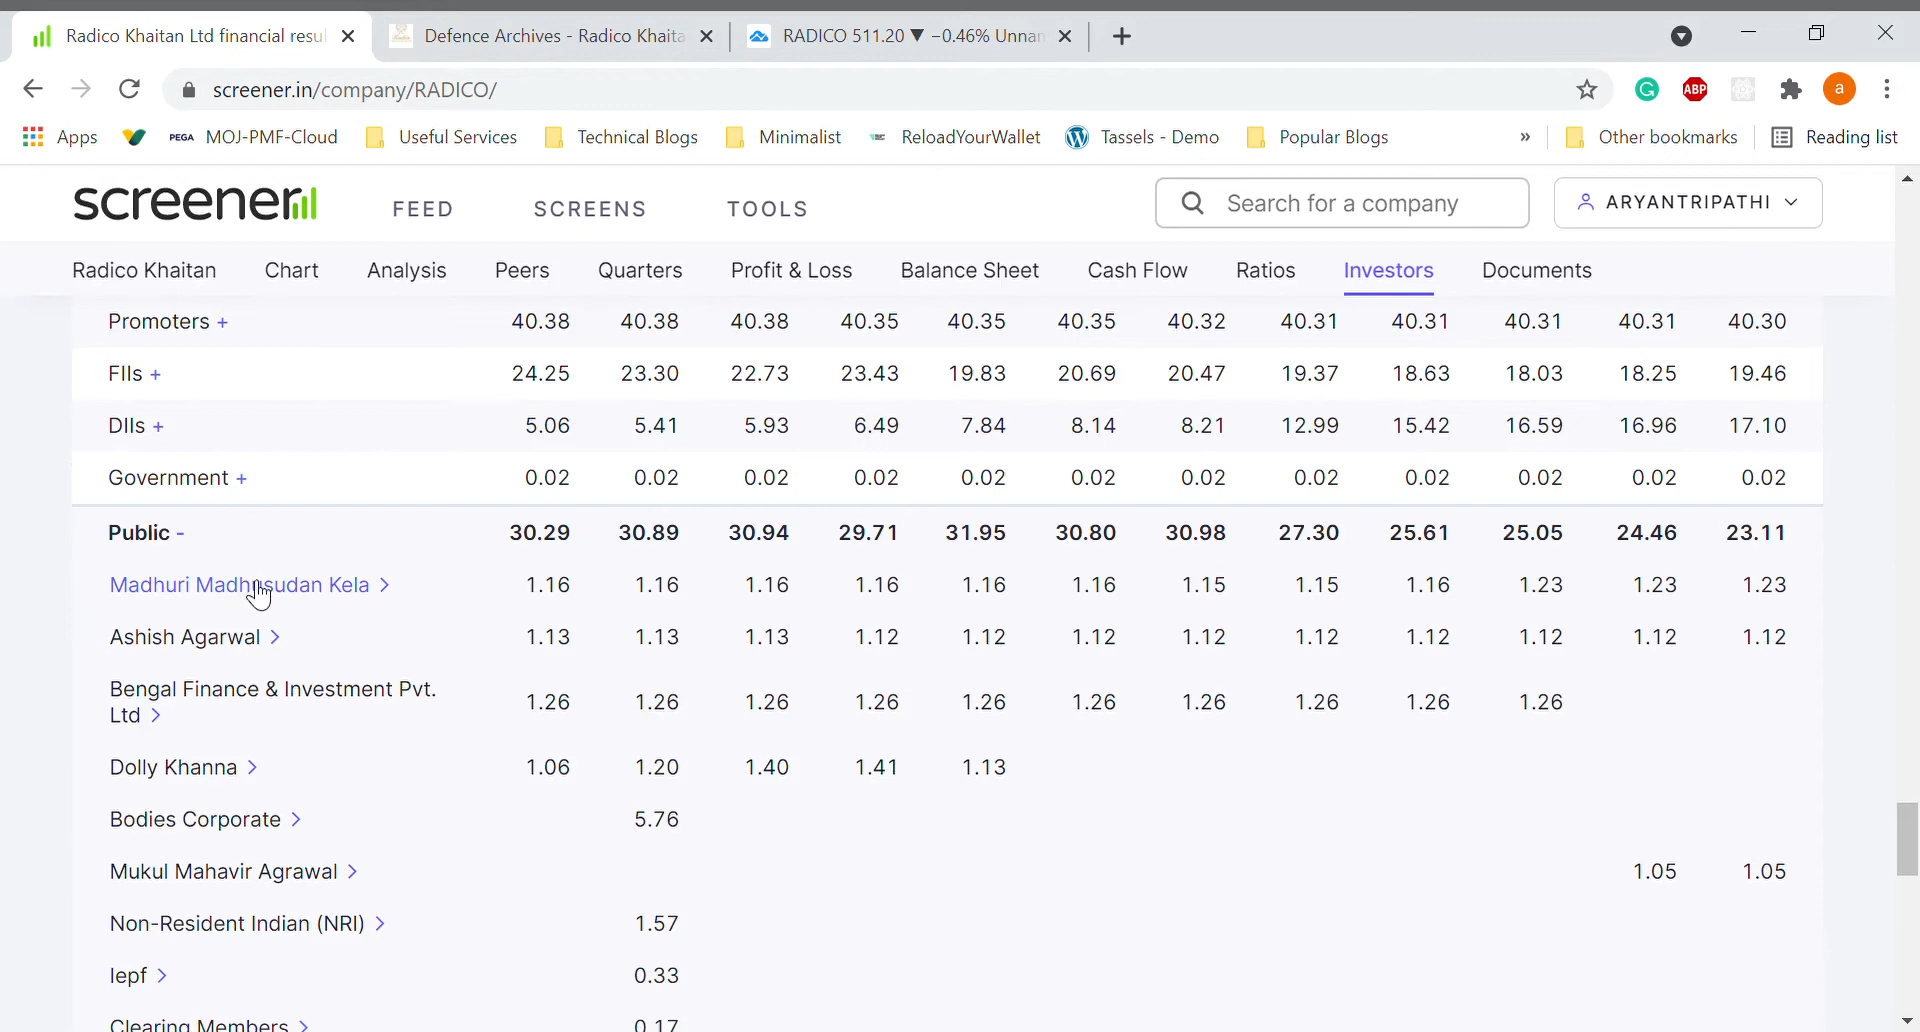 Radico Khaitan Ltd financial resul
Defence Archives - Radico Khaita
RADICO 511.20 ▼ −0.46% Unnan
screener.in/company/RADICO/
G
ABP
a
Apps
PEGA MOJ-PMF-Cloud
Useful Services
Technical Blogs
Minimalist
ReloadYourWallet
Tassels - Demo
Popular Blogs
»
Other bookmarks
Reading list
screener
FEED
SCREENS
TOOLS
Search for a company
ARYANTRIPATHI
Radico Khaitan Chart Analysis Peers Quarters Profit & Loss Balance Sheet Cash Flow Ratios Investors Documents
Promoters + 40.38 40.38 40.38 40.35 40.35 40.35 40.32 40.31 40.31 40.31 40.31 40.30
FIIs + 24.25 23.30 22.73 23.43 19.83 20.69 20.47 19.37 18.63 18.03 18.25 19.46
DIIs + 5.06 5.41 5.93 6.49 7.84 8.14 8.21 12.99 15.42 16.59 16.96 17.10
Government + 0.02 0.02 0.02 0.02 0.02 0.02 0.02 0.02 0.02 0.02 0.02 0.02
Public - 30.29 30.89 30.94 29.71 31.95 30.80 30.98 27.30 25.61 25.05 24.46 23.11
Madhuri Madhusudan Kela 1.16 1.16 1.16 1.16 1.16 1.16 1.15 1.15 1.16 1.23 1.23 1.23
Ashish Agarwal 1.13 1.13 1.13 1.12 1.12 1.12 1.12 1.12 1.12 1.12 1.12 1.12
Bengal Finance & Investment Pvt.
Ltd 1.26 1.26 1.26 1.26 1.26 1.26 1.26 1.26 1.26 1.26
Dolly Khanna 1.06 1.20 1.40 1.41 1.13
Bodies Corporate 5.76
Mukul Mahavir Agrawal 1.05 1.05
Non-Resident Indian (NRI) 1.57
Iepf 0.33
Clearing Members 0.17